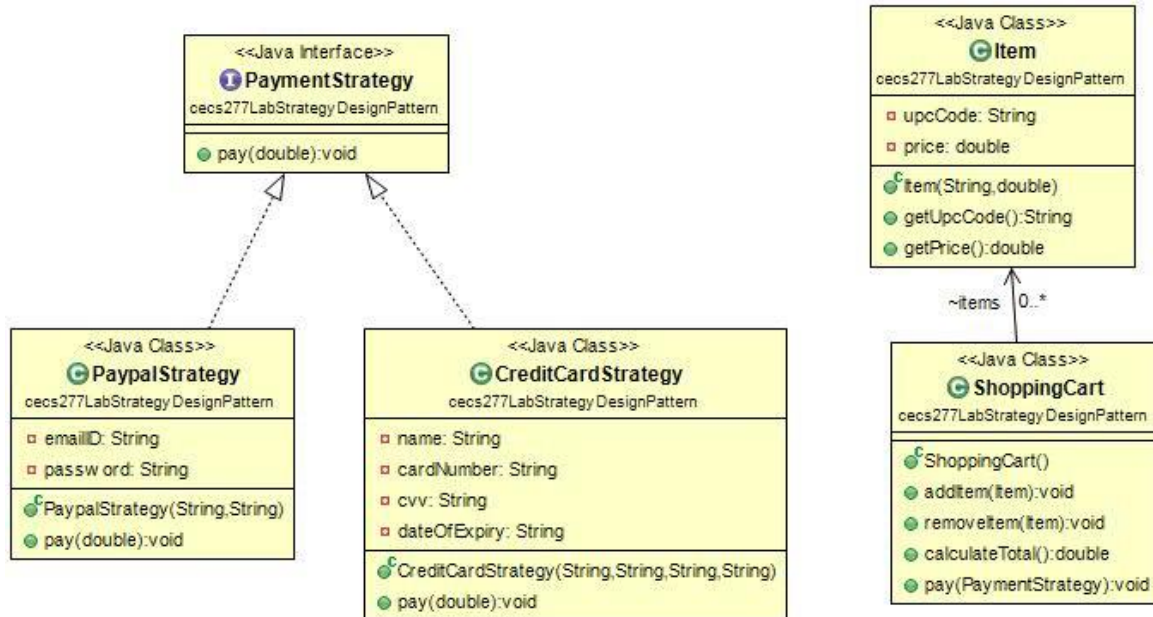 <<Java Interface>>
PaymentStrategy
cecs277LabStrategyDesignPattern
pay(double):void
<<Java Class>>
Item
cecs277LabStrategyDesignPattern
upcCode: String
price: double
Item(String,double)
getUpcCode():String
getPrice():double
~items 0..*
<<Java Class>>
PaypalStrategy
cecs277LabStrategyDesignPattern
emailID: String
password: String
PaypalStrategy(String,String)
pay(double):void
<<Java Class>>
CreditCardStrategy
cecs277LabStrategyDesignPattern
name: String
cardNumber: String
cvv: String
dateOfExpiry: String
CreditCardStrategy(String,String,String,String)
pay(double):void
<<Java Class>>
ShoppingCart
cecs277LabStrategyDesignPattern
ShoppingCart()
addItem(Item):void
removeItem(Item):void
calculateTotal():double
pay(PaymentStrategy):void